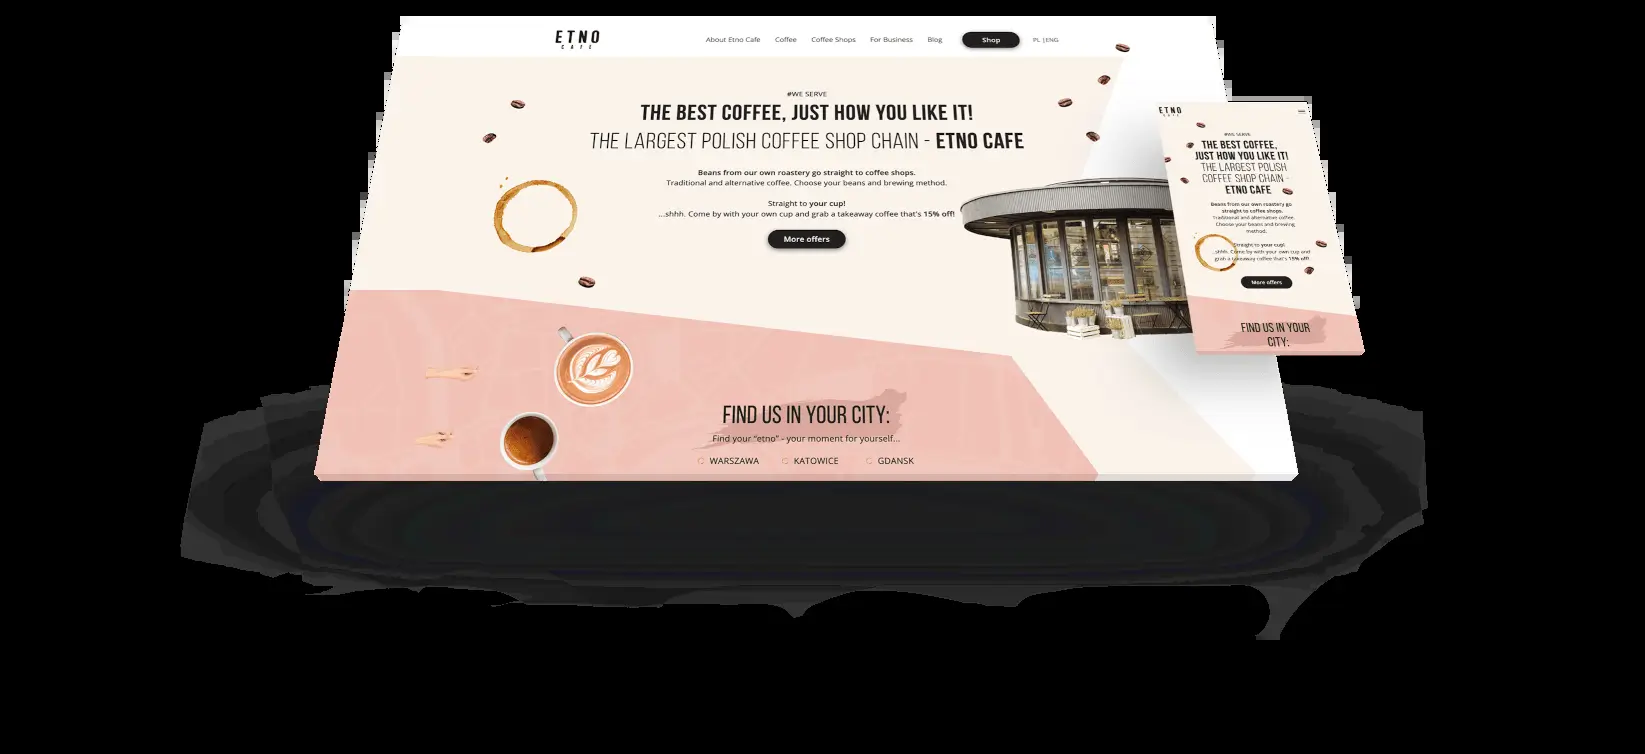 ETNO
CAFE
About Etno Cafe
Coffee
Coffee Shops
For Business
Blog
Shop
PL |ENG
#WE SERVE
THE BEST COFFEE, JUST HOW YOU LIKE IT!
THE LARGEST POLISH COFFEE SHOP CHAIN - ETNO CAFE
Beans from our own roastery go straight to coffee shops.
Traditional and alternative coffee. Choose your beans and brewing method.
Straight to your cup!
...shhh. Come by with your own cup and grab a takeaway coffee that's 15% off!
More offers
FIND US IN YOUR CITY:
Find your "etno" - your moment for yourself...
WARSZAWA
KATOWICE
GDANSK
ETNO
CAFE
#WE SERVE
THE BEST COFFEE,
JUST HOW YOU LIKE IT!
THE LARGEST POLISH
COFFEE SHOP CHAIN -
ETNO CAFE
Beans from our own roastery go
straight to coffee shops.
Traditional and alternative coffee.
Choose your beans and brewing
method.
Straight to your cup!
...shhh. Come by with your own cup and
grab a takeaway coffee that's 15% off!
More offers
FIND US IN YOUR
CITY: